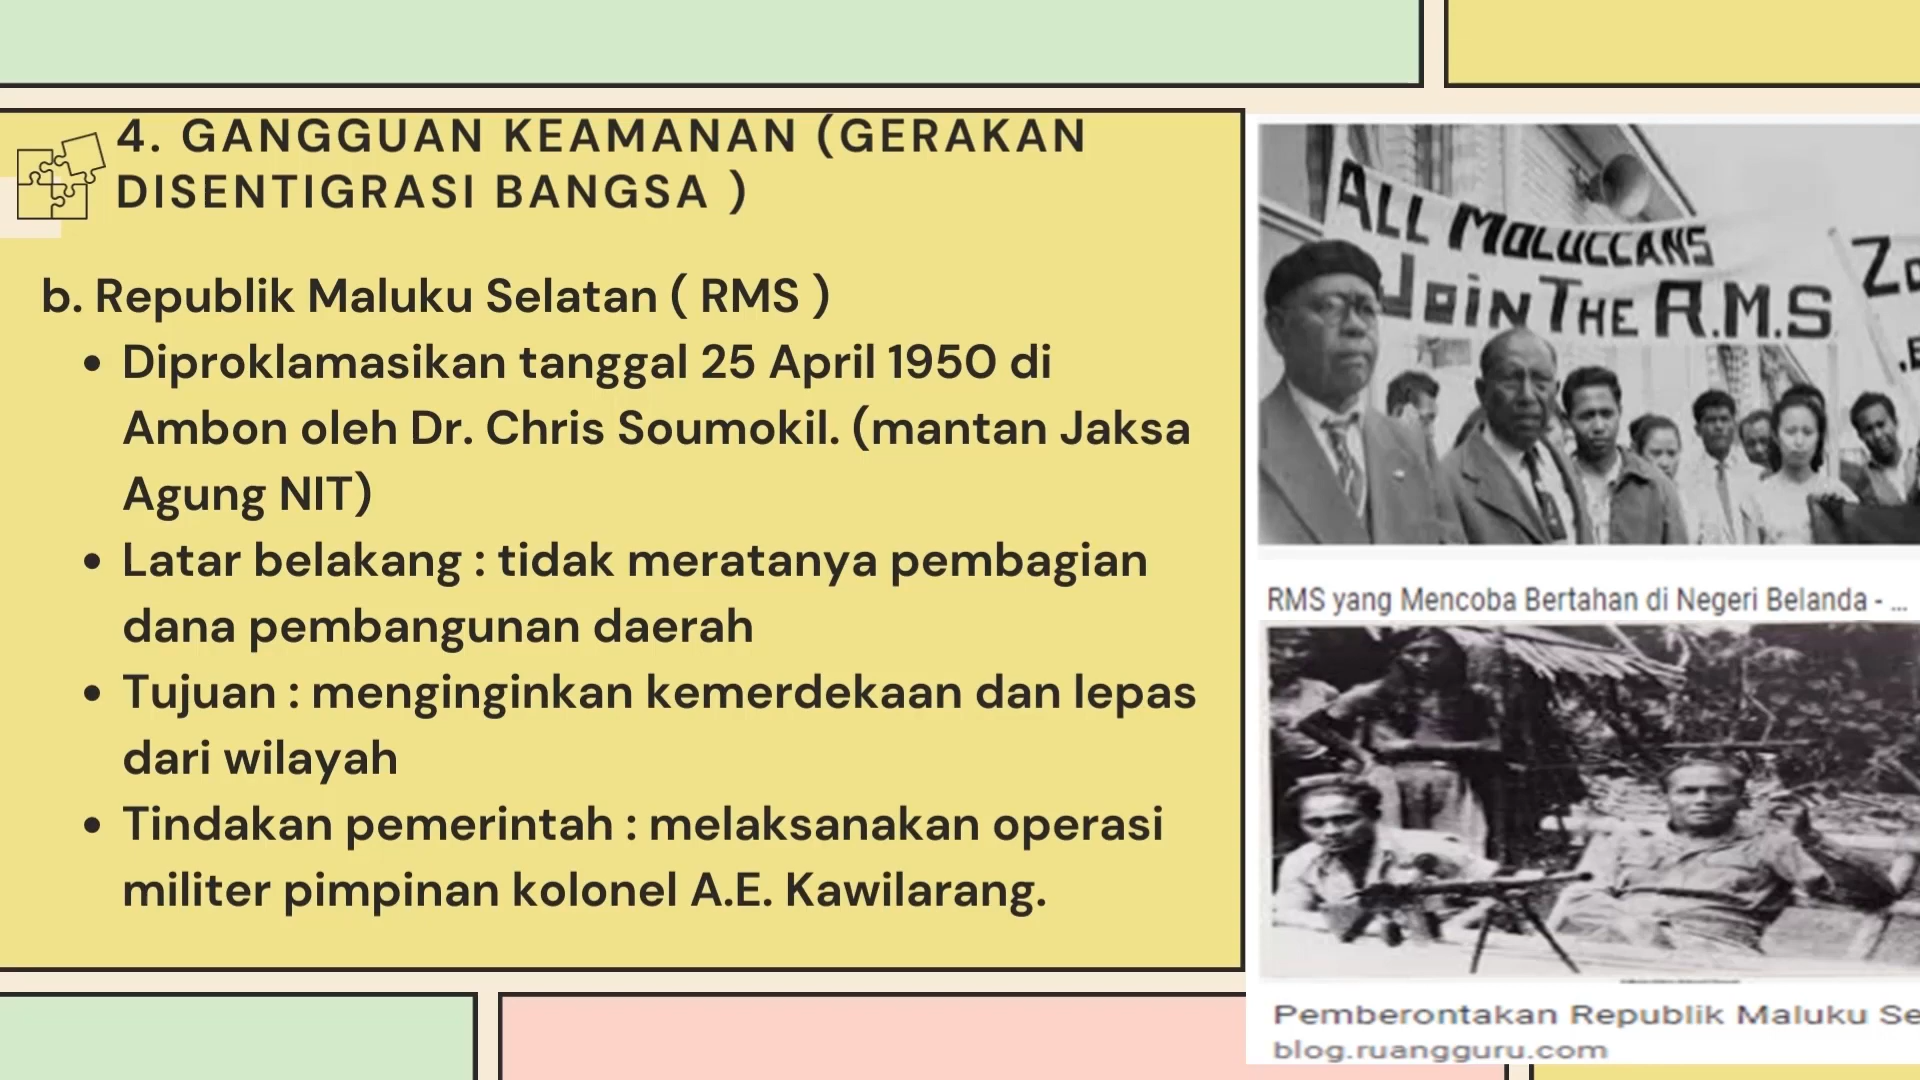 4. GANGGUAN KEAMANAN (GERAKAN
DISENTIGRASI BANGSA )
b. Republik Maluku Selatan ( RMS )
• Diproklamasikan tanggal 25 April 1950 di
Ambon oleh Dr. Chris Soumokil. (mantan Jaksa
Agung NIT)
• Latar belakang : tidak meratanya pembagian
dana pembangunan daerah
• Tujuan : menginginkan kemerdekaan dan lepas
dari wilayah
• Tindakan pemerintah : melaksanakan operasi
militer pimpinan kolonel A.E. Kawilarang.
ALL MOLUCCANS
JOIN THE R.M.S
RMS yang Mencoba Bertahan di Negeri Belanda - ...
Pemberontakan Republik Maluku Se
blog.ruangguru.com